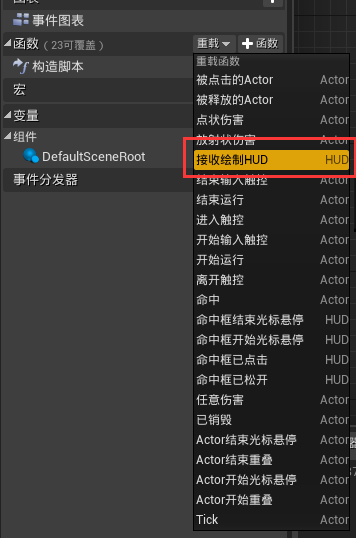 事件图表
函数 (23可覆盖) 重载 函数
重载函数
构造脚本
被点击的Actor Actor
宏
被释放的Actor Actor
变量
点状伤害 Actor
组件
放射状伤害 Actor
DefaultSceneRoot
接收绘制HUD HUD
事件分发器
结束输入触控 Actor
结束运行 Actor
进入触控 Actor
开始输入触控 Actor
开始运行 Actor
离开触控 Actor
命中 Actor
命中框结束光标悬停 HUD
命中框开始光标悬停 HUD
命中框已点击 HUD
命中框已松开 HUD
任意伤害 Actor
已销毁 Actor
Actor结束光标悬停 Actor
Actor结束重叠 Actor
Actor开始光标悬停 Actor
Actor开始重叠 Actor
Tick Actor